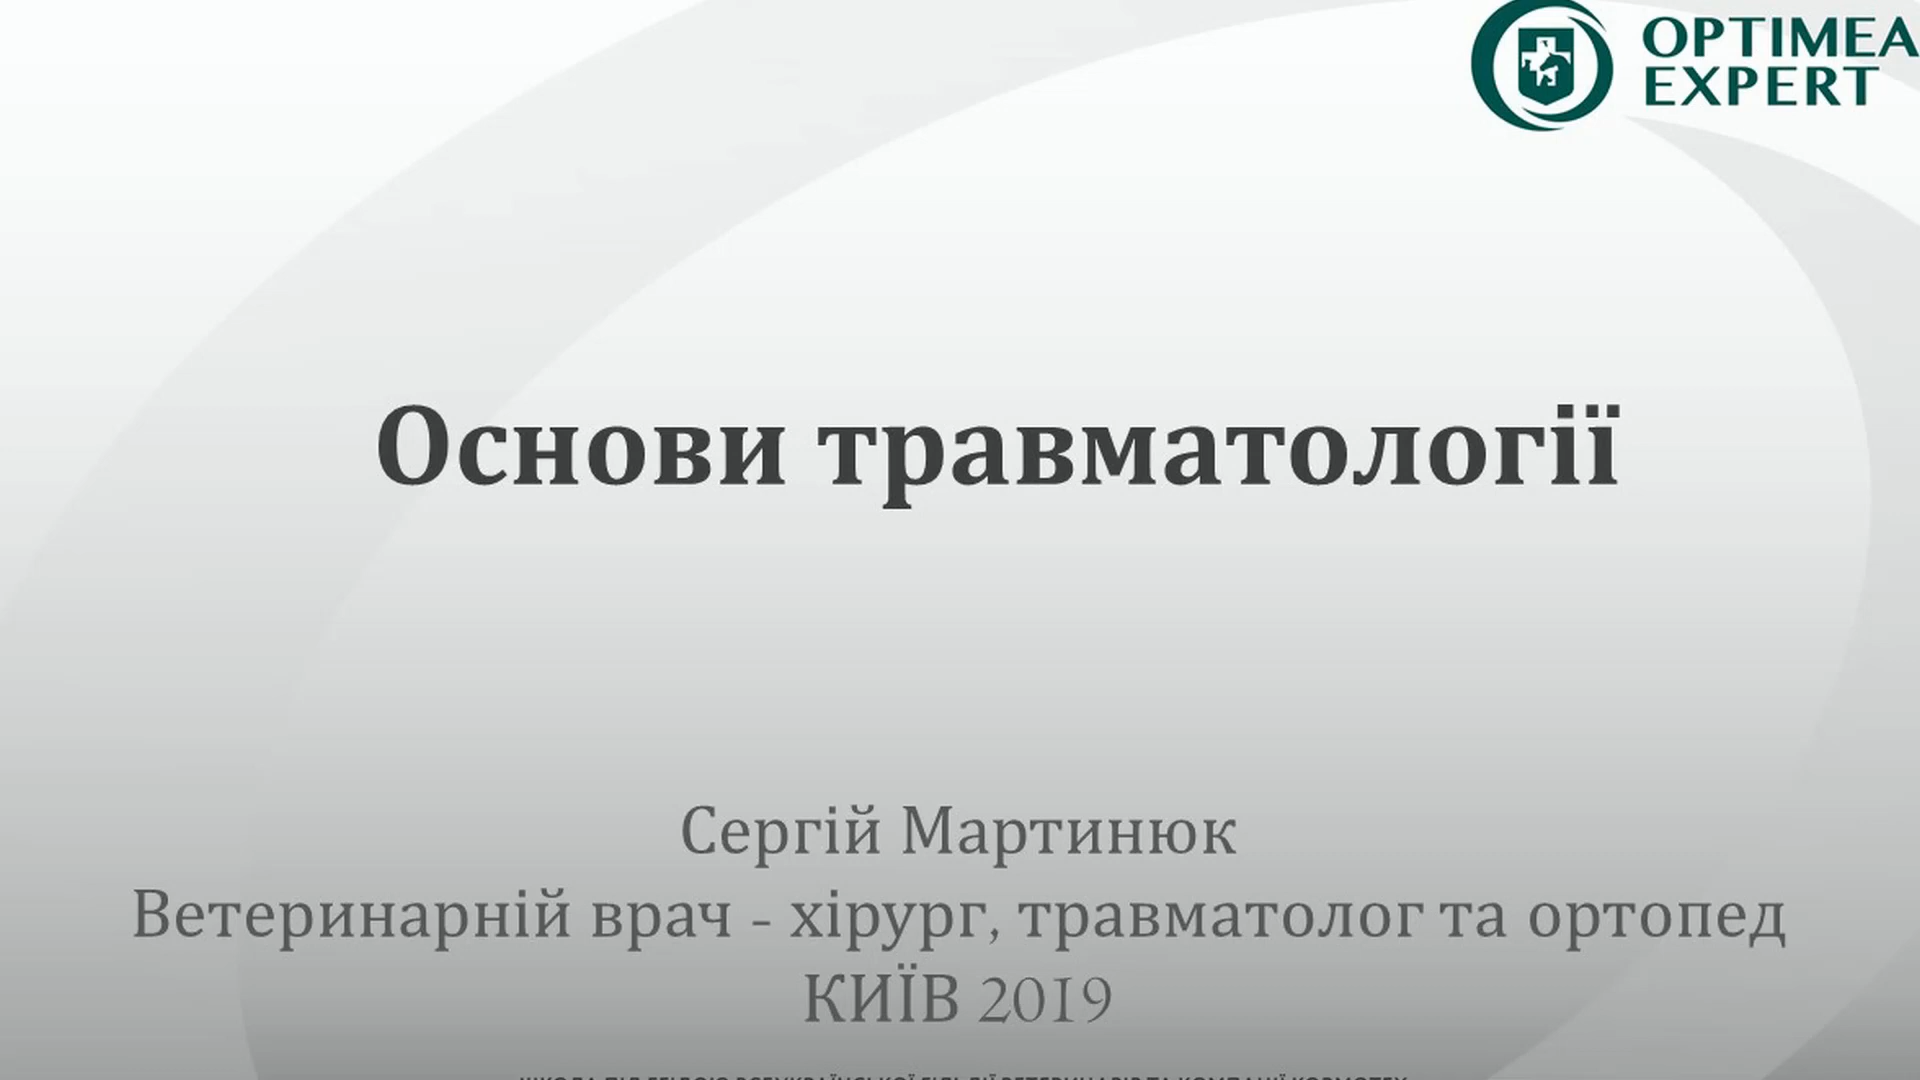 OPTIMEA
EXPERT
Основи травматології
Сергій Мартинюк
Ветеринарній врач - хірург, травматолог та ортопед
КИЇВ 2019